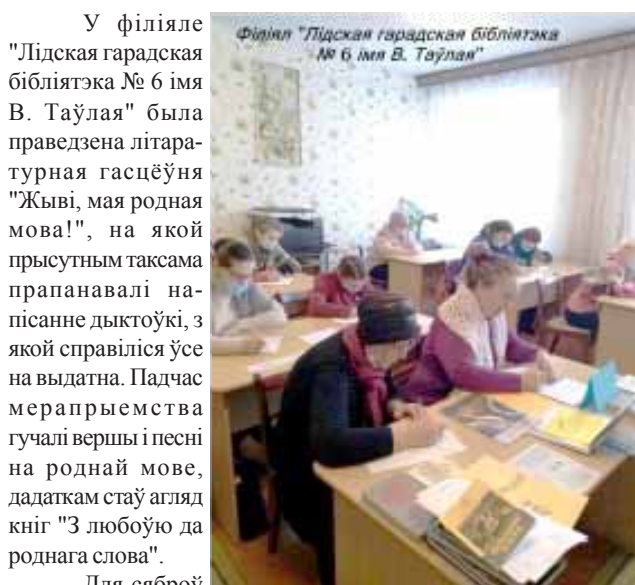 У філіяле
"Лідская гарадская
бібліятэка № 6 імя
В. Таўлая" была
праведзена літара-
турная гасцёўня
"Жыві, мая родная
мова!", на якой
прысутным таксама
прапанавалі на-
пісанне дыктоўкі, з
якой справіліся ўсе
на выдатна. Падчас
мерапрыемства
гучалі вершы і песні
на роднай мове,
дадаткам стаў агляд
кніг "З любоўю да
роднага слова".
Для сяброў
Філіял "Лідская гарадская бібліятэка
№ 6 імя В. Таўлая"